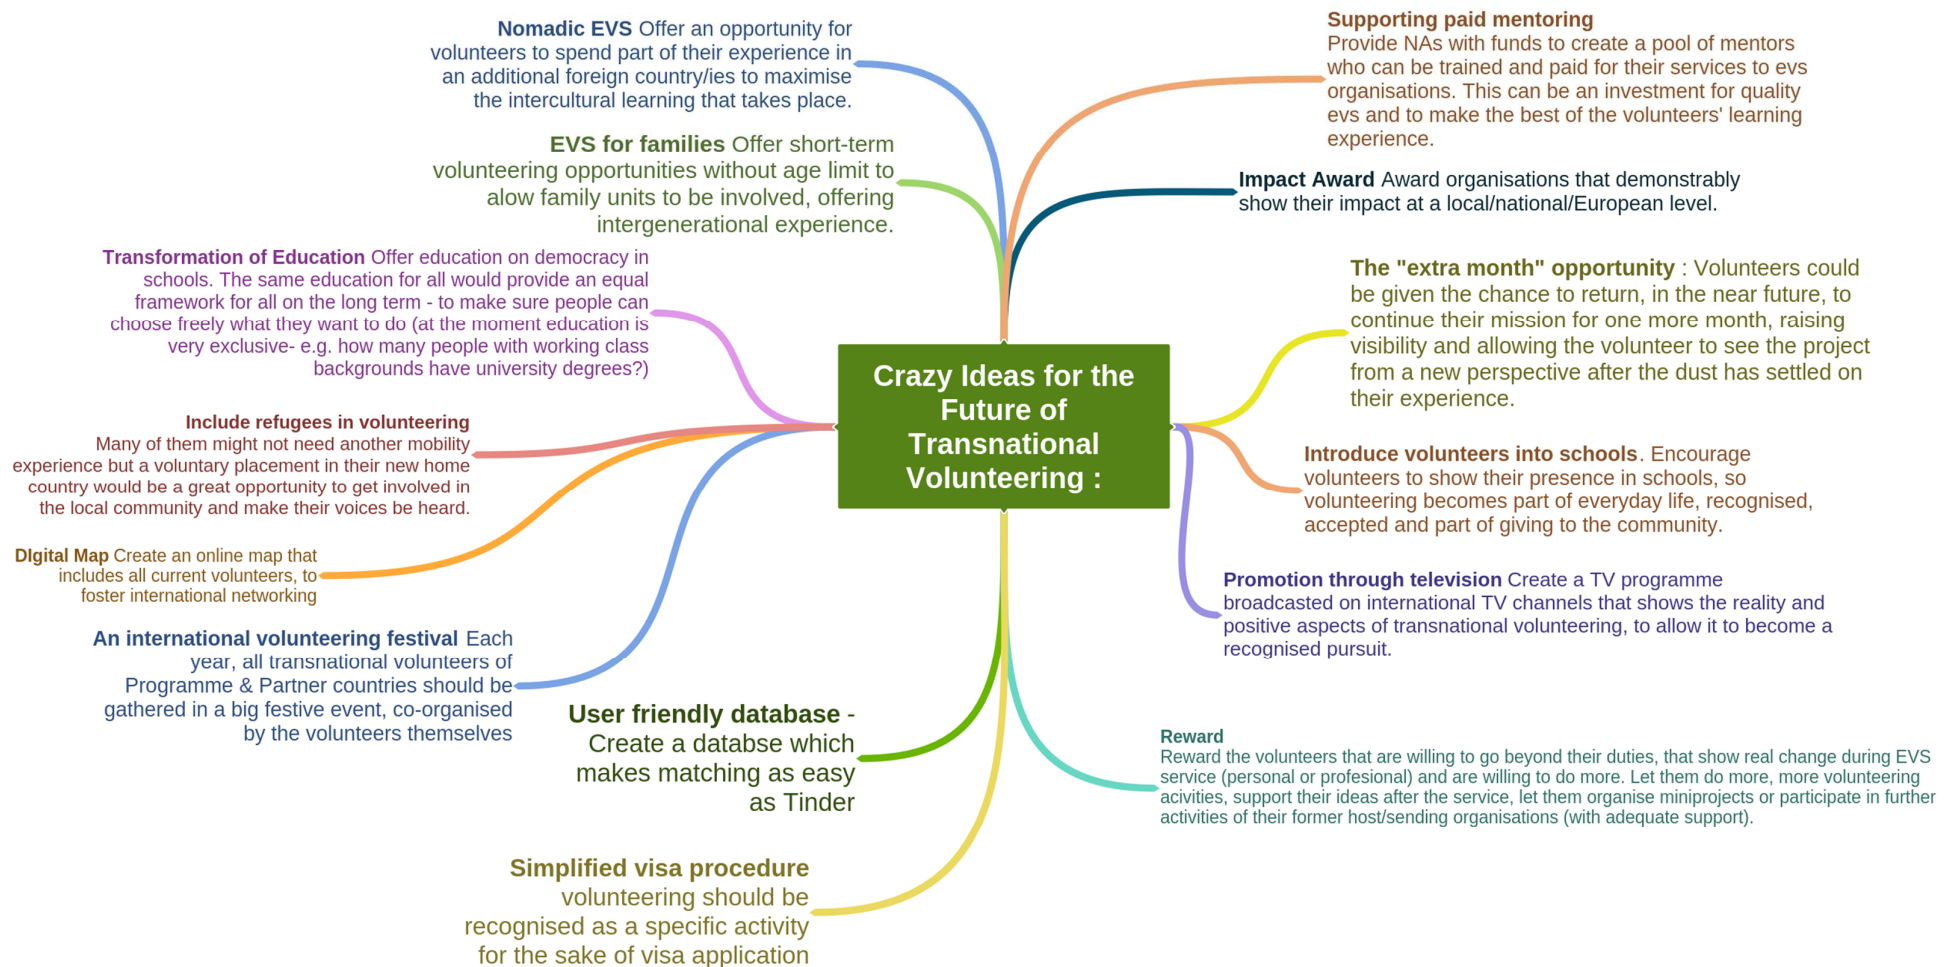 Nomadic EVS Offer an opportunity for
volunteers to spend part of their experience in
an additional foreign country/ies to maximise
the intercultural learning that takes place.
EVS for families Offer short-term
volunteering opportunities without age limit to
alow family units to be involved, offering
intergenerational experience.
Transformation of Education Offer education on democracy in
schools. The same education for all would provide an equal
framework for all on the long term - to make sure people can
choose freely what they want to do (at the moment education is
very exclusive- e.g. how many people with working class
backgrounds have university degrees?)
Include refugees in volunteering
Many of them might not need another mobility
experience but a voluntary placement in their new home
country would be a great opportunity to get involved in
the local community and make their voices be heard.
DIgital Map Create an online map that
includes all current volunteers, to
foster international networking
An international volunteering festival Each
year, all transnational volunteers of
Programme & Partner countries should be
gathered in a big festive event, co-organised
by the volunteers themselves
User friendly database -
Create a databse which
makes matching as easy
as Tinder
Simplified visa procedure
volunteering should be
recognised as a specific activity
for the sake of visa application
Crazy Ideas for the
Future of
Transnational
Volunteering :
Supporting paid mentoring
Provide NAs with funds to create a pool of mentors
who can be trained and paid for their services to evs
organisations. This can be an investment for quality
evs and to make the best of the volunteers' learning
experience.
Impact Award Award organisations that demonstrably
show their impact at a local/national/European level.
The "extra month" opportunity : Volunteers could
be given the chance to return, in the near future, to
continue their mission for one more month, raising
visibility and allowing the volunteer to see the project
from a new perspective after the dust has settled on
their experience.
Introduce volunteers into schools. Encourage
volunteers to show their presence in schools, so
volunteering becomes part of everyday life, recognised,
accepted and part of giving to the community.
Promotion through television Create a TV programme
broadcasted on international TV channels that shows the reality and
positive aspects of transnational volunteering, to allow it to become a
recognised pursuit.
Reward
Reward the volunteers that are willing to go beyond their duties, that show real change during EVS
service (personal or profesional) and are willing to do more. Let them do more, more volunteering
acivities, support their ideas after the service, let them organise miniprojects or participate in further
activities of their former host/sending organisations (with adequate support).